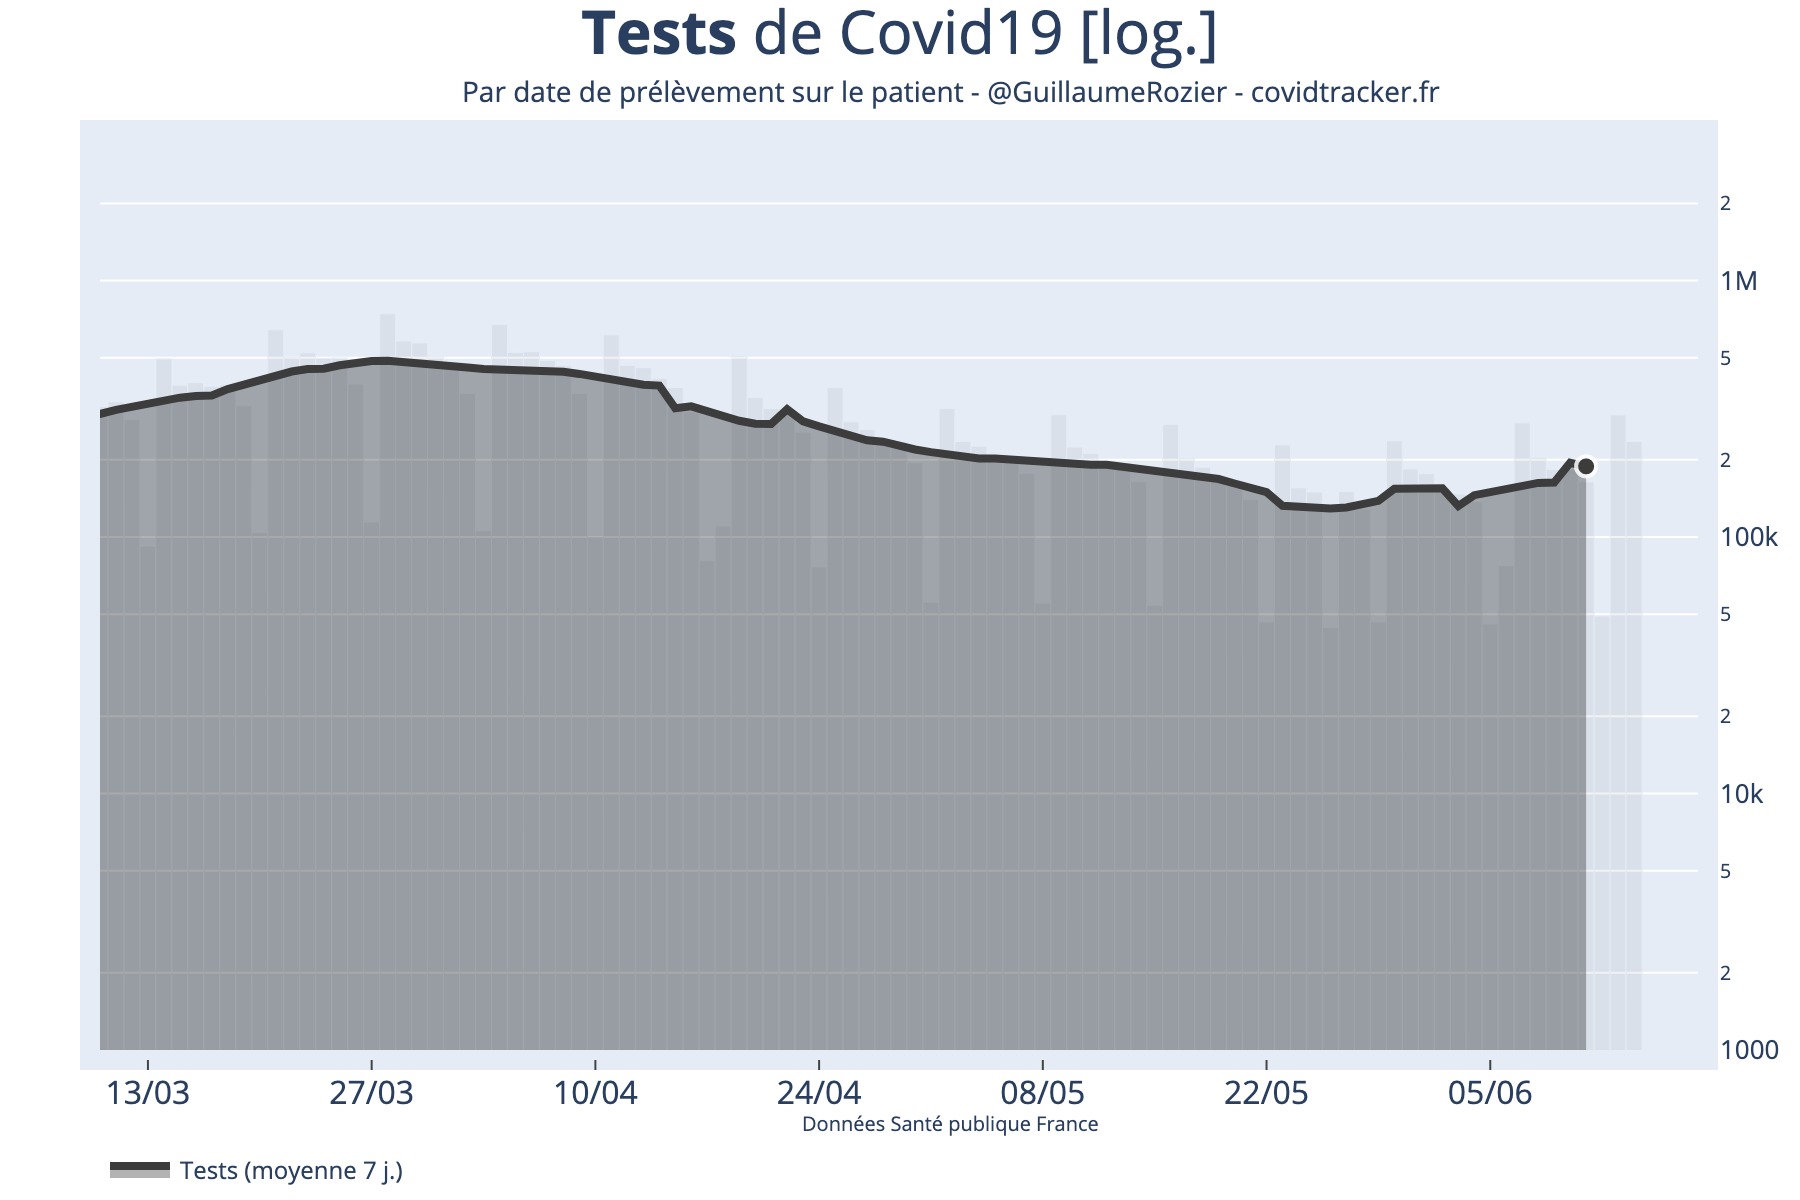 Tests de Covid19 [log.]
Par date de prélèvement sur le patient - @GuillaumeRozier - covidtracker.fr
2
1M
5
2
100k
5
2
10k
5
2
1000
13/03 27/03 10/04 24/04 08/05 22/05 05/06
Données Santé publique France
Tests (moyenne 7 j.)